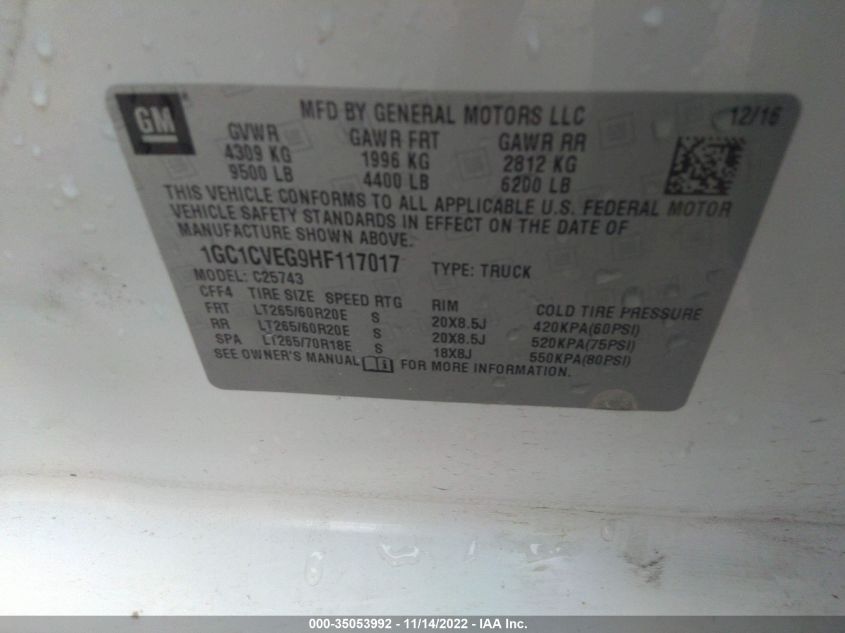 GM
MFD BY GENERAL MOTORS LLC 12/16
GVWR GAWR FRT GAWR RR
4309 KG 1996 KG 2812 KG
9500 LB 4400 LB 6200 LB
THIS VEHICLE CONFORMS TO ALL APPLICABLE U.S. FEDERAL MOTOR
VEHICLE SAFETY STANDARDS IN EFFECT ON THE DATE OF
MANUFACTURE SHOWN ABOVE.
1GC1CVEG9HF117017 TYPE: TRUCK
MODEL: C25743
CFF4 TIRE SIZE SPEED RTG RIM COLD TIRE PRESSURE
FRT LT265/60R20E S 20X8.5J 420KPA(60PSI)
RR LT265/60R20E S 20X8.5J 520KPA(75PSI)
SPA LT265/70R18E S 18X8J 550KPA(80PSI)
SEE OWNER'S MANUAL FOR MORE INFORMATION.
000-35053992 - 11/14/2022 - IAA Inc.